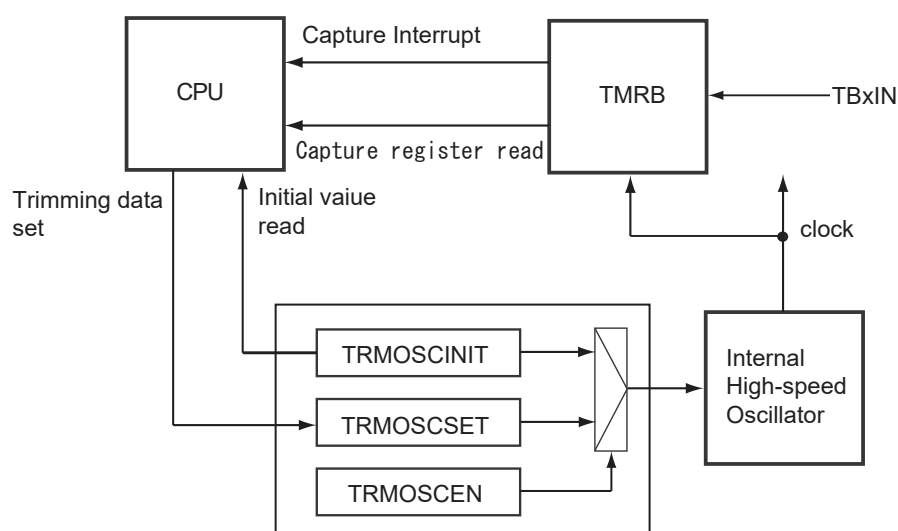 Capture Interrupt
CPU
TMRB
TBxIN
Capture register read
Trimming data
set
Initial vaiue
read
clock
TRMOSCINIT
TRMOSCSET
TRMOSCEN
Internal
High-speed
Oscillator